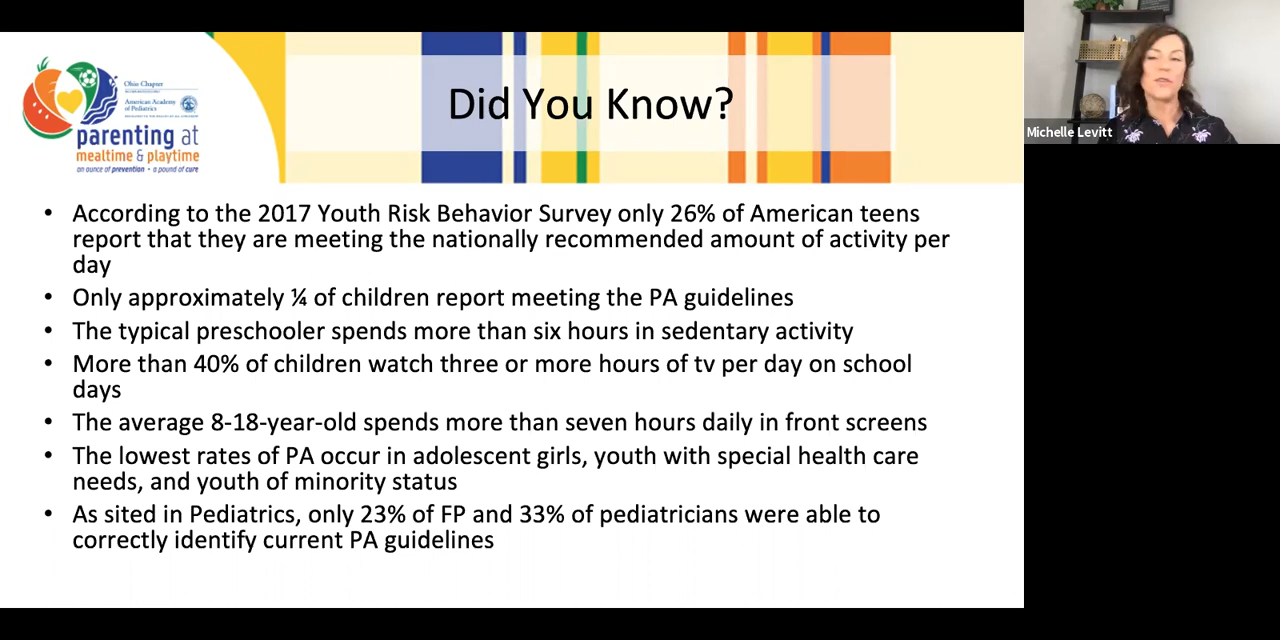 Did You Know?
Ohio Chapter
American Academy
of Pediatrics
parenting at
mealtime & playtime
an ounce of prevention • a pound of cure
Michelle Levitt
• According to the 2017 Youth Risk Behavior Survey only 26% of American teens
report that they are meeting the nationally recommended amount of activity per
day
• Only approximately ¼ of children report meeting the PA guidelines
• The typical preschooler spends more than six hours in sedentary activity
• More than 40% of children watch three or more hours of tv per day on school
days
• The average 8-18-year-old spends more than seven hours daily in front screens
• The lowest rates of PA occur in adolescent girls, youth with special health care
needs, and youth of minority status
• As sited in Pediatrics, only 23% of FP and 33% of pediatricians were able to
correctly identify current PA guidelines